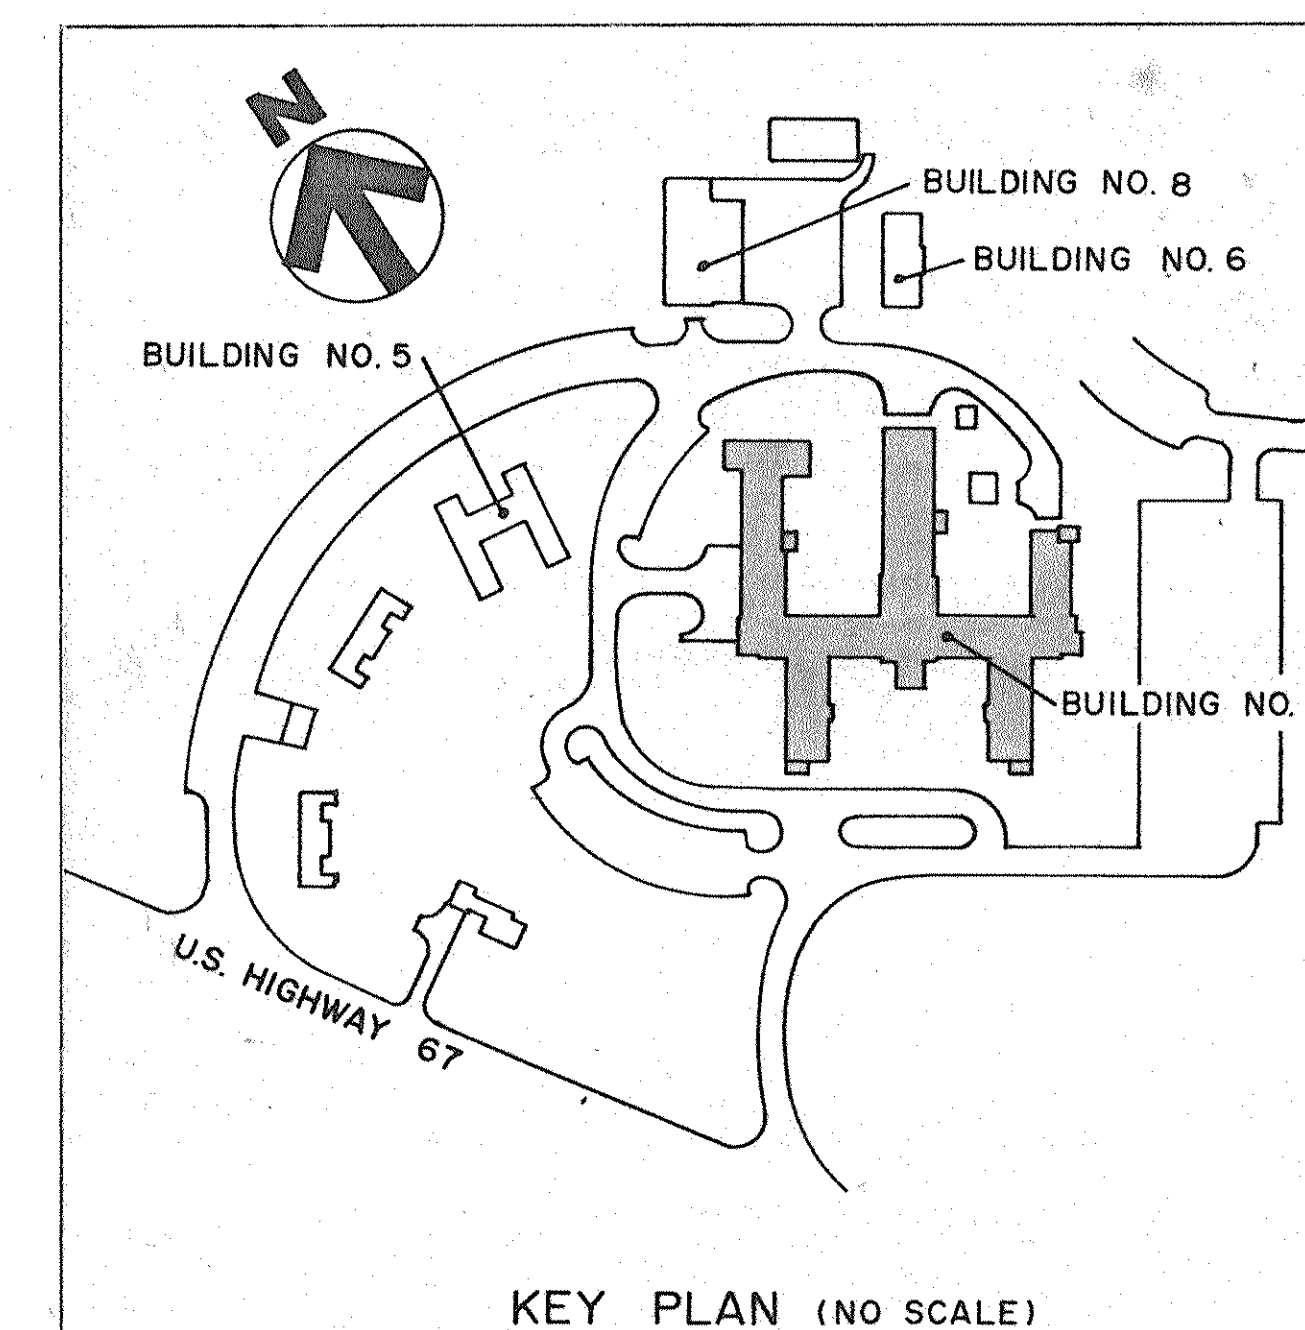 N
BUILDING NO. 8
BUILDING NO. 6
BUILDING NO. 5
BUILDING NO.
U.S. HIGHWAY 67
KEY PLAN (NO SCALE)